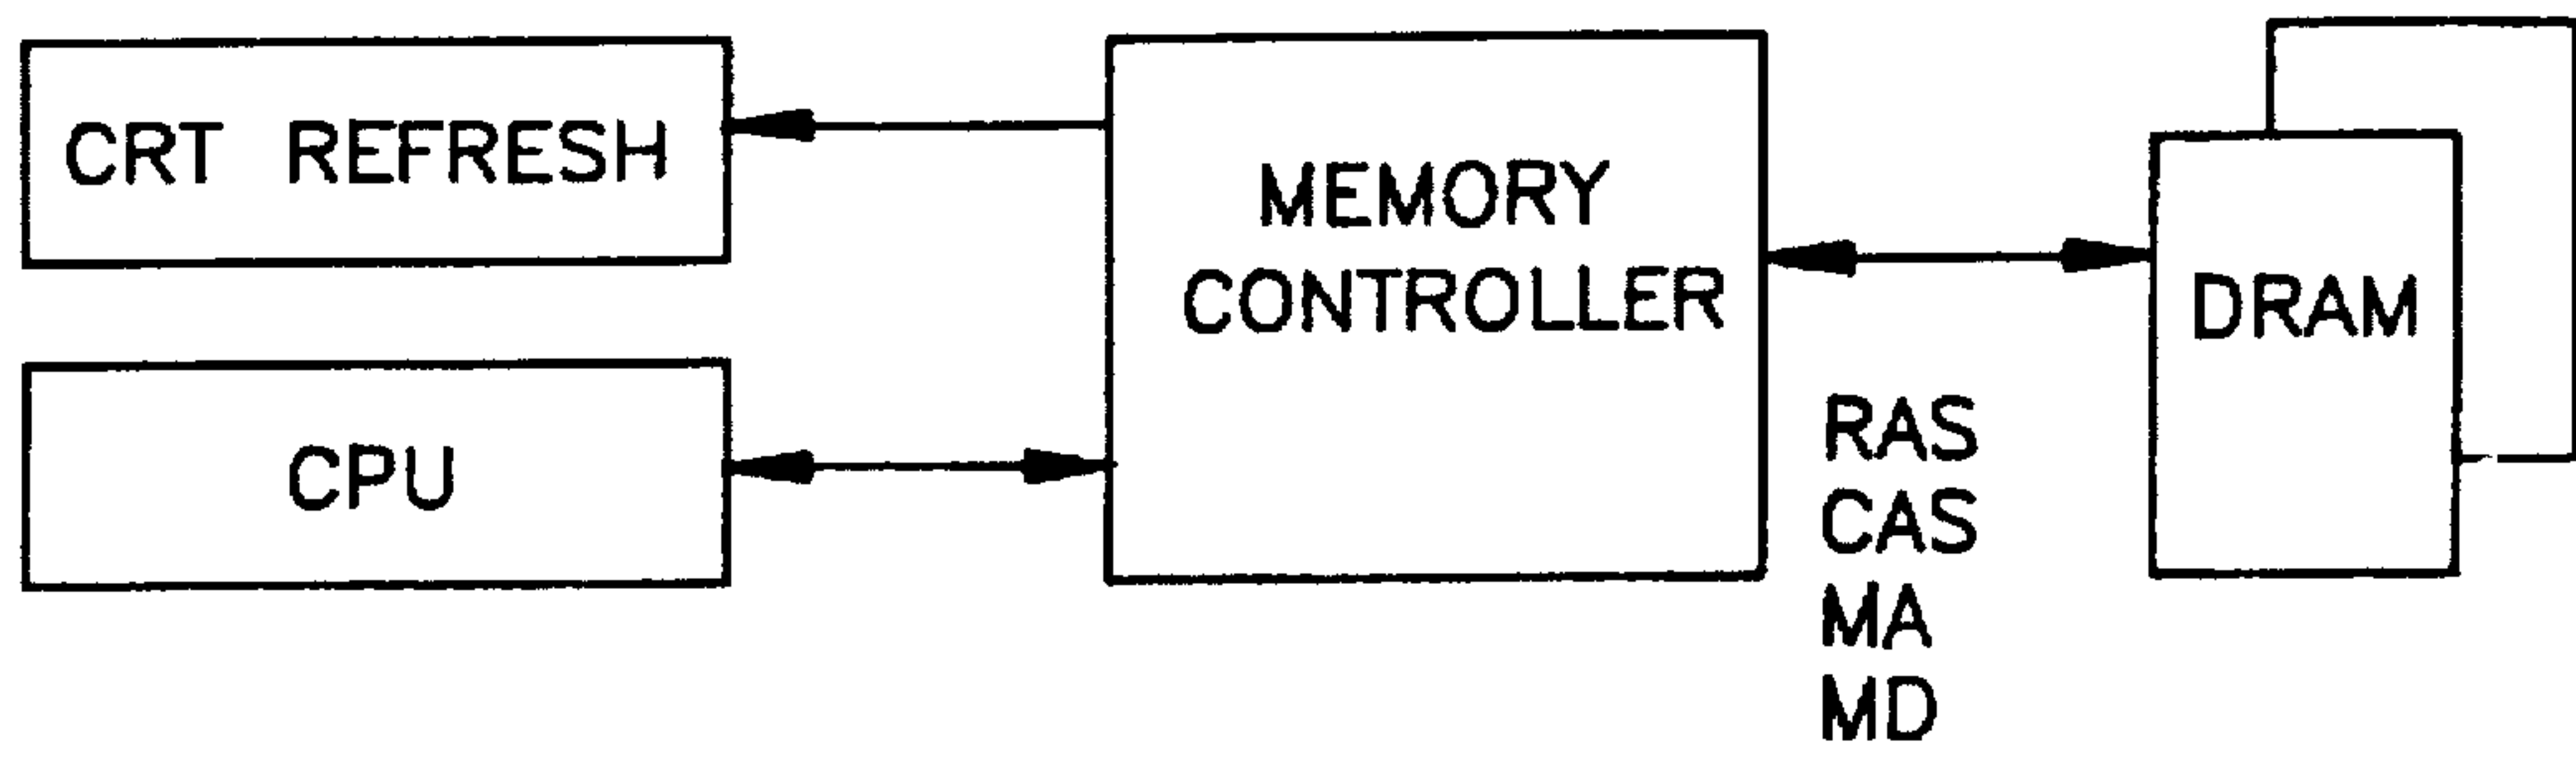 CRT REFRESH
CPU
MEMORY
CONTROLLER
RAS
CAS
MA
MD
DRAM